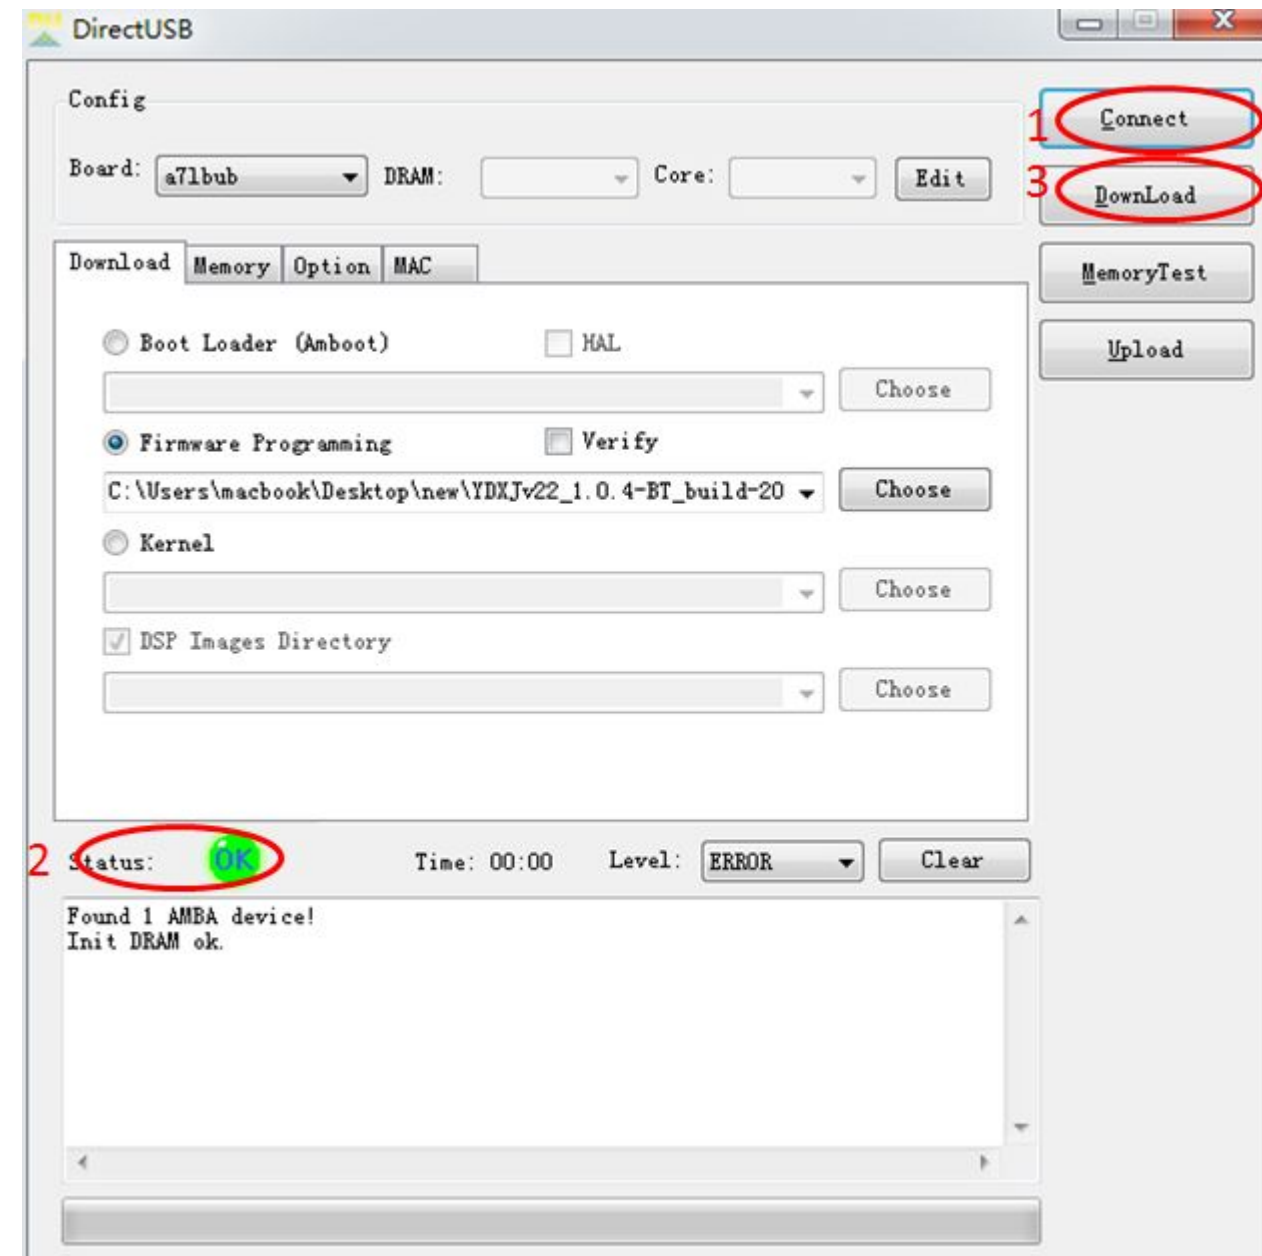 DirectUSB
Config
Board: a7lbub DRAM: Core: Edit
1 Connect
3 DownLoad
MemoryTest
Upload
Download Memory Option MAC
Boot Loader (Amboot) HAL
Choose
Firmware Programming Verify
C:\Users\macbook\Desktop\new\YDXJv22_1.0.4-BT_build-20 Choose
Kernel
Choose
DSP Images Directory
Choose
2 Status: OK Time: 00:00 Level: ERROR Clear
Found 1 AMBA device!
Init DRAM ok.